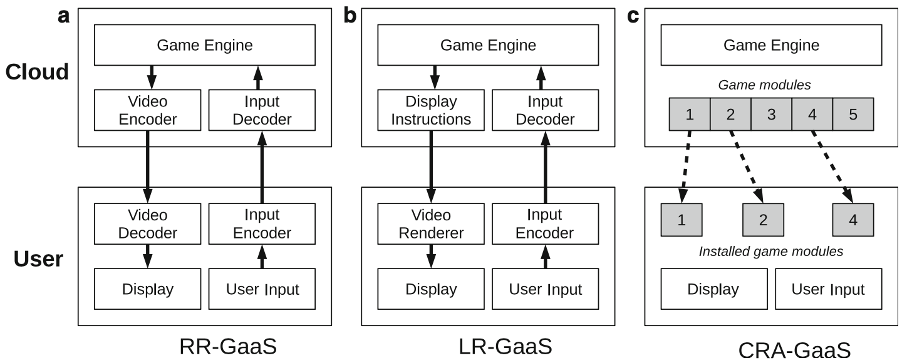 a
b
c
Cloud
User
Game Engine
Video
Encoder
Input
Decoder
Video
Decoder
Input
Encoder
Display
User Input
RR-GaaS
Game Engine
Display
Instructions
Input
Decoder
Video
Renderer
Input
Encoder
Display
User Input
LR-GaaS
Game Engine
Game modules
1 2 3 4 5
1 2 4
Installed game modules
Display
User Input
CRA-GaaS